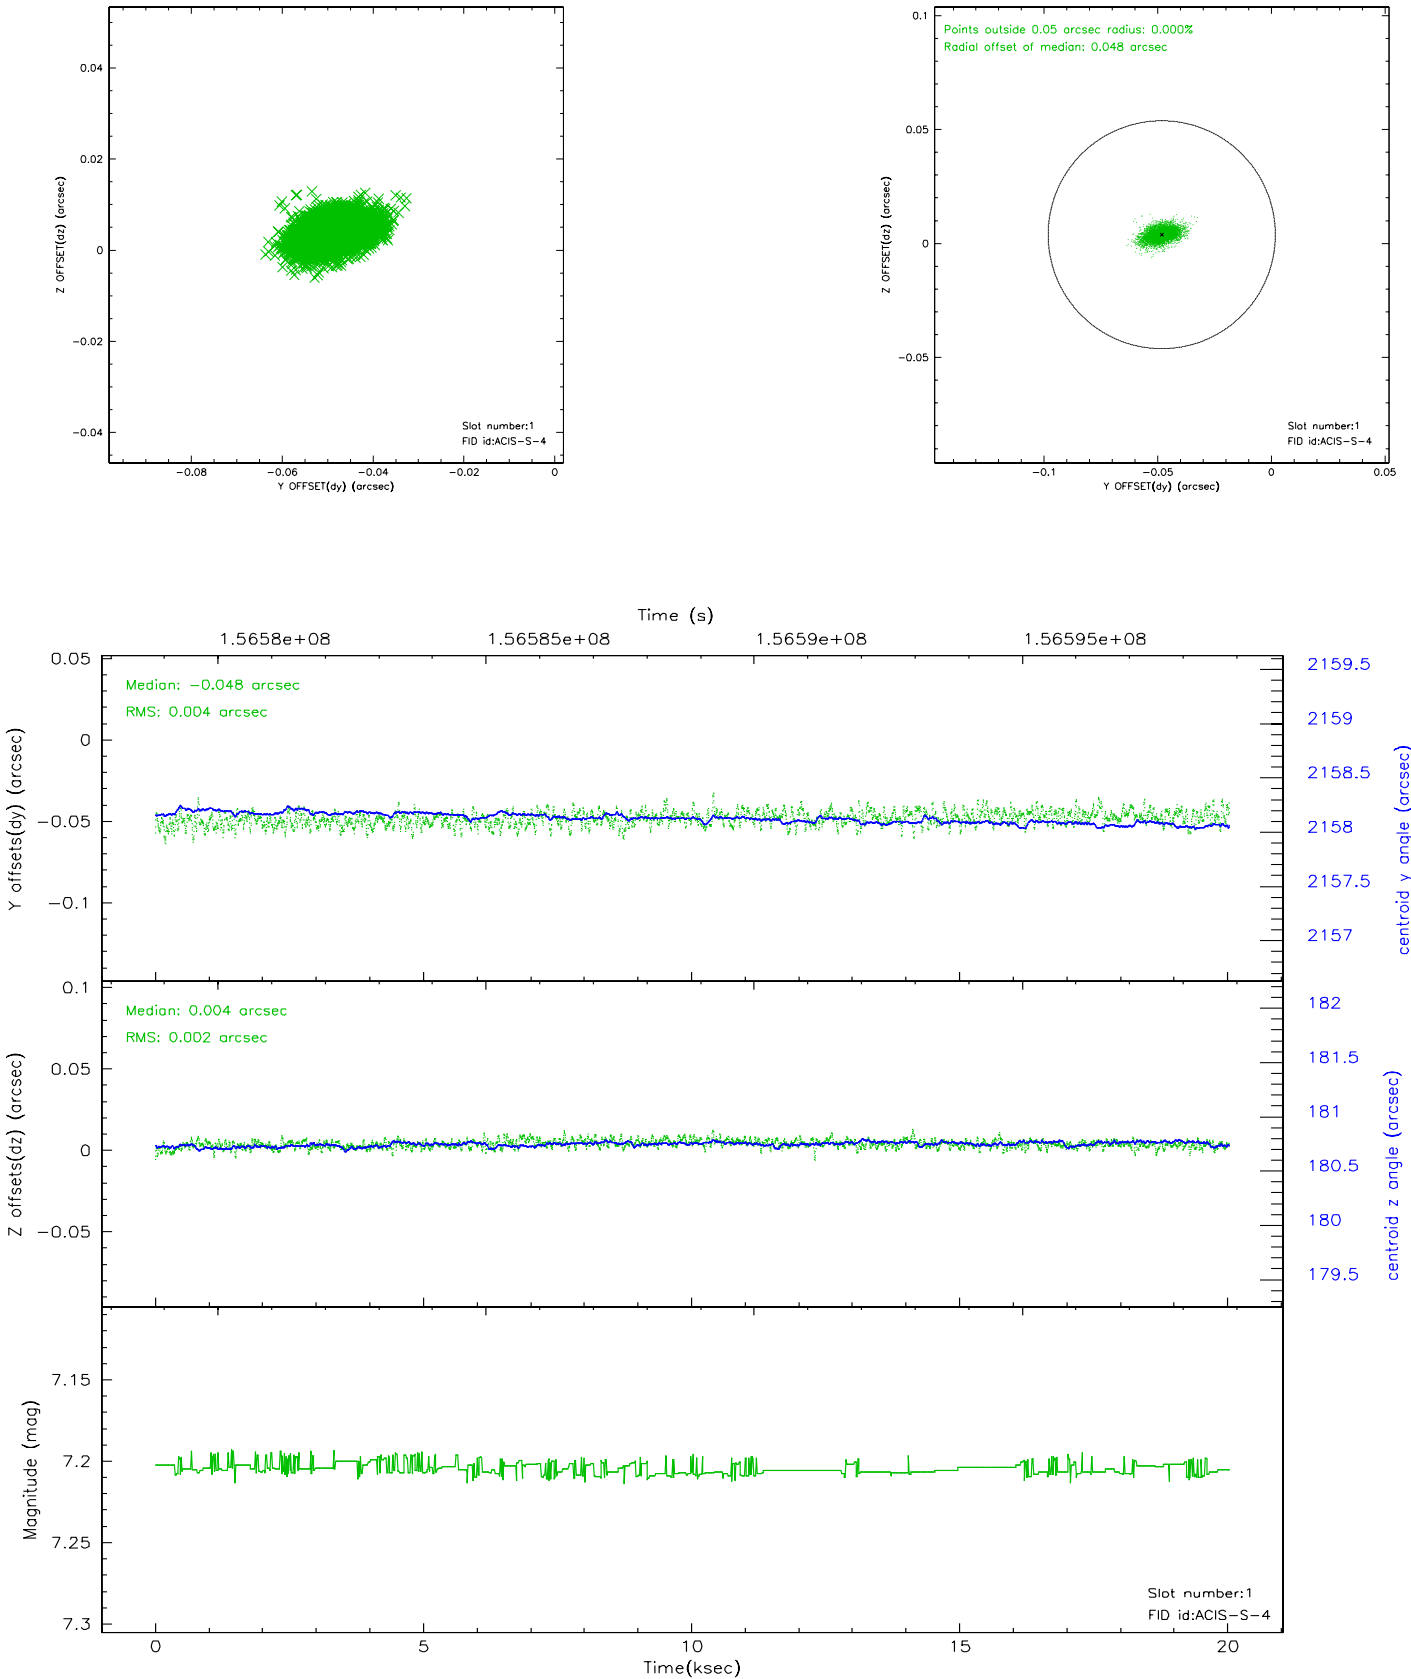 0.04
0.02
0
−0.02
−0.04
Z OFFSET(dz) (arcsec)
Slot number:1
FID id:ACIS−S−4
−0.08 −0.06 −0.04 −0.02 0
Y OFFSET(dy) (arcsec)
0.1
0.05
0
−0.05
Z OFFSET(dz) (arcsec)
Points outside 0.05 arcsec radius: 0.000%
Radial offset of median: 0.048 arcsec
Slot number:1
FID id:ACIS−S−4
−0.1 −0.05 0 0.05
Y OFFSET(dy) (arcsec)
Time (s)
1.5658e+08 1.56585e+08 1.5659e+08 1.56595e+08
0.05
0
−0.05
−0.1
Y offsets(dy) (arcsec)
Median: −0.048 arcsec
RMS: 0.004 arcsec
2159.5
2159
2158.5
2158
2157.5
2157
centroid y angle (arcsec)
0.1
0.05
0
−0.05
Z offsets(dz) (arcsec)
Median: 0.004 arcsec
RMS: 0.002 arcsec
182
181.5
181
180.5
180
179.5
centroid z angle (arcsec)
7.15
7.2
7.25
7.3
Magnitude (mag)
Slot number:1
FID id:ACIS−S−4
0 5 10 15 20
Time(ksec)